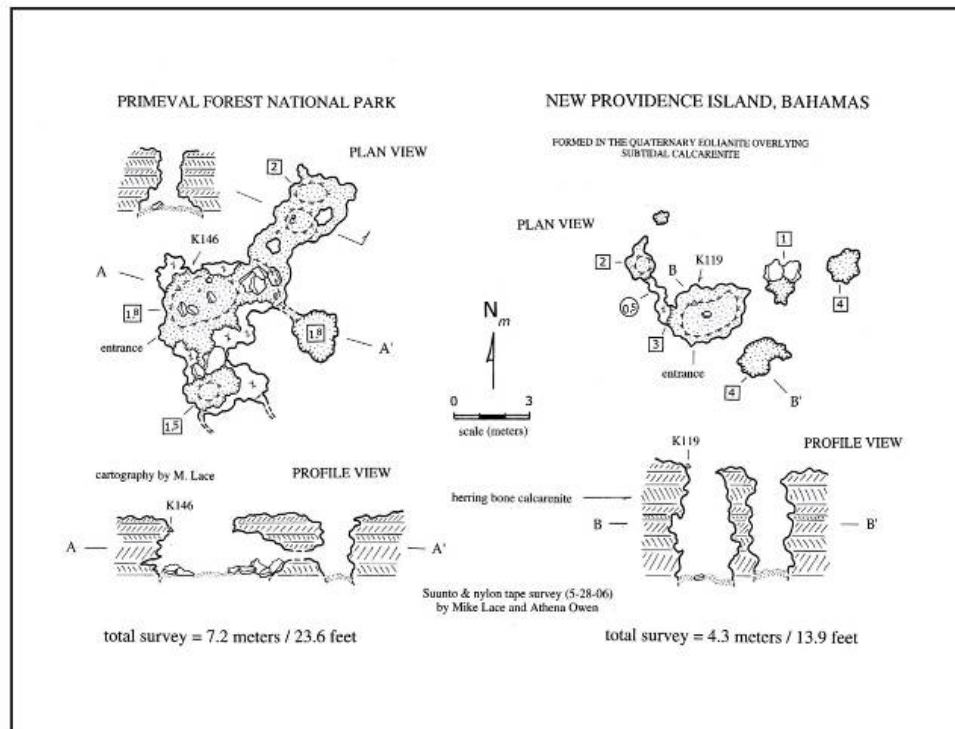 PRIMEVAL FOREST NATIONAL PARK
NEW PROVIDENCE ISLAND, BAHAMAS
FORMED IN THE QUATERNARY EOLIANITE OVERLYING
SUBTIDAL CALCARENITE
PLAN VIEW
2
K146
A
1,8
entrance
1,8
A'
1,5
N
m
0 3
scale (meters)
PLAN VIEW
1
2
B
K119
4
0,5
3
entrance
4
B'
cartography by M. Lace
PROFILE VIEW
K146
A
A'
K119
PROFILE VIEW
herring bone calcarenite
B
B'
Suunto & nylon tape survey (5-28-06)
by Mike Lace and Athena Owen
total survey = 7.2 meters / 23.6 feet
total survey = 4.3 meters / 13.9 feet